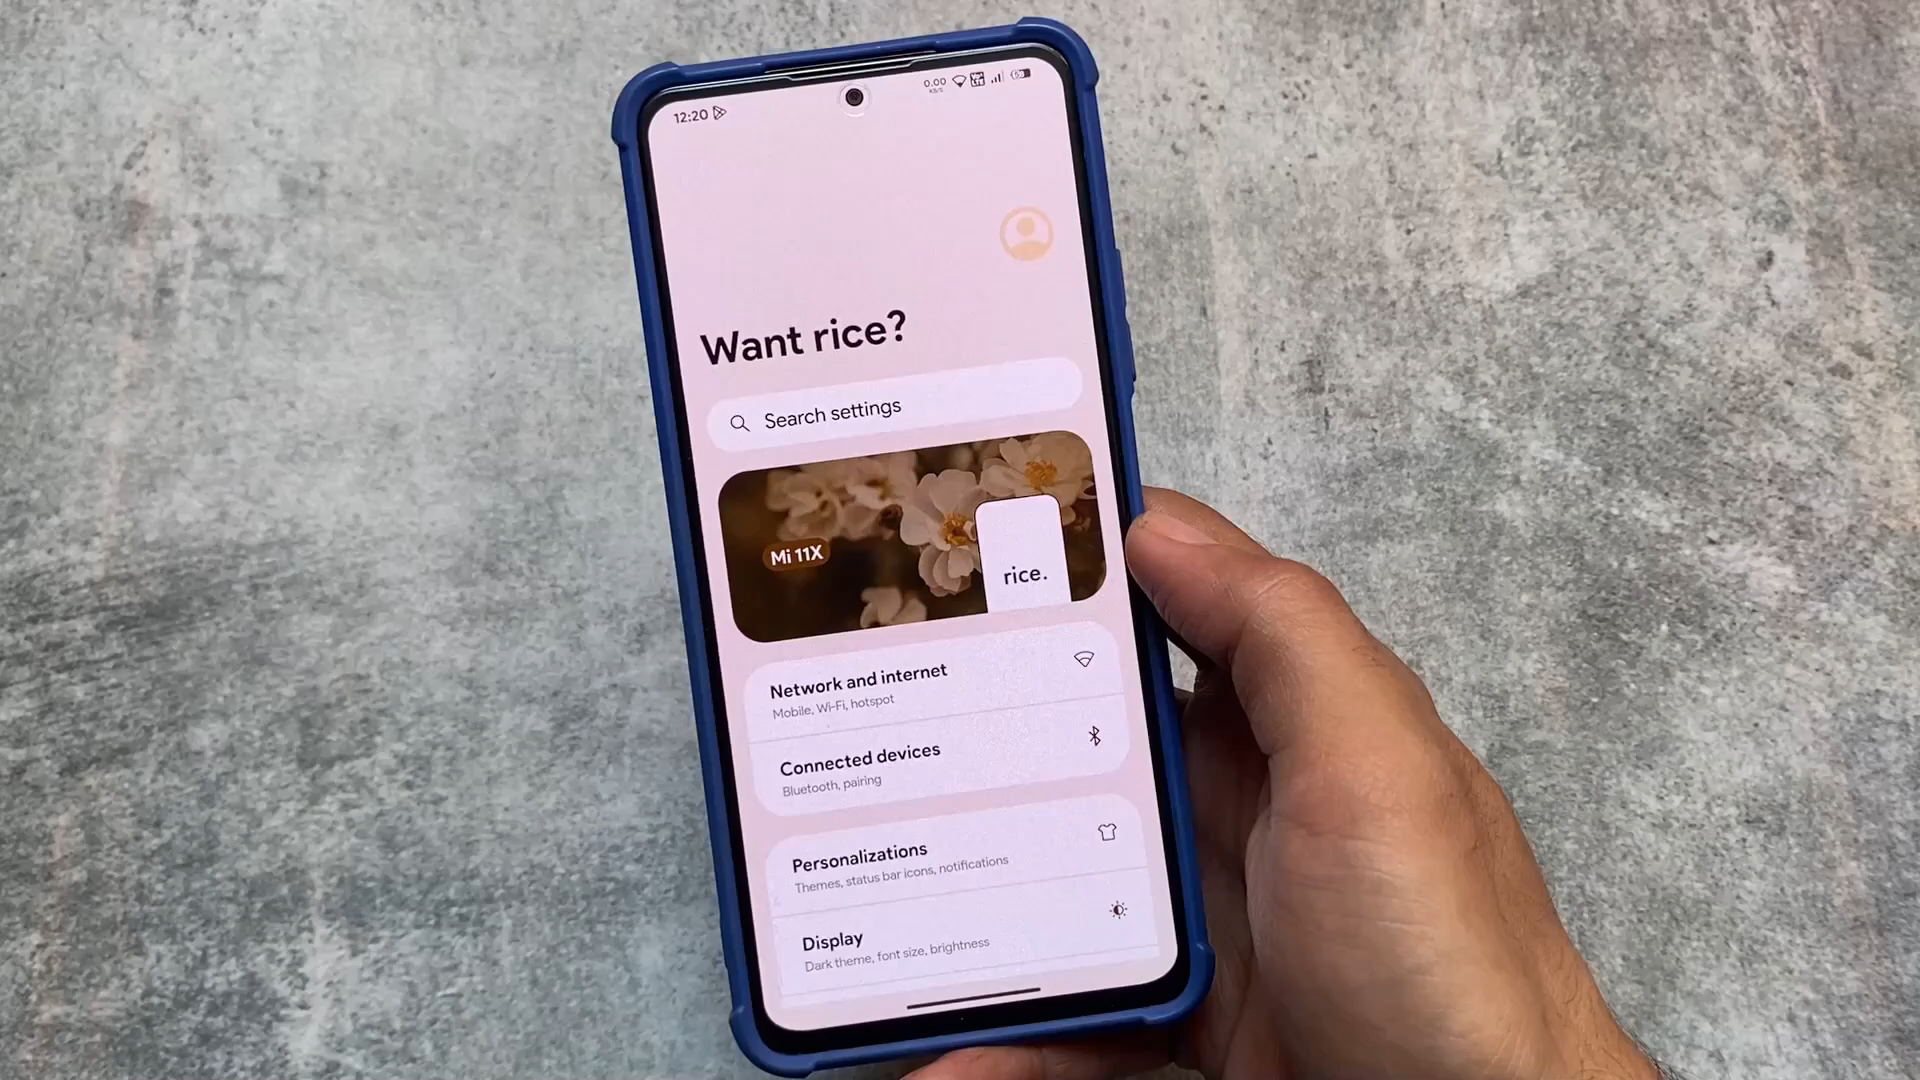 12:20
0.00
KB/S
Want rice?
Search settings
Mi 11X
rice.
Network and internet
Mobile, Wi-Fi, hotspot
Connected devices
Bluetooth, pairing
Personalizations
Themes, status bar icons, notifications
Display
Dark theme, font size, brightness